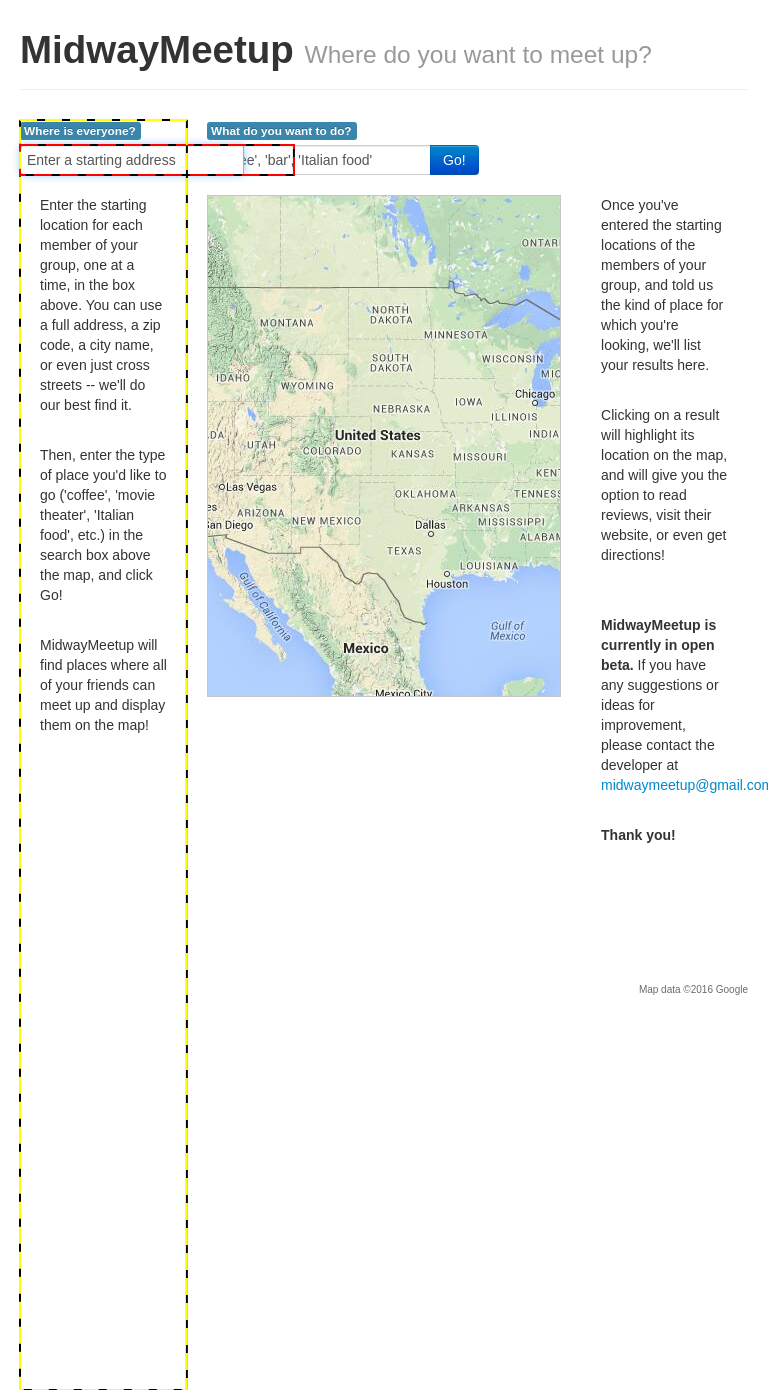 MidwayMeetup Where do you want to meet up?
Where is everyone?
What do you want to do?
Enter a starting address
'bar', 'Italian food'
Go!
Enter the starting
location for each
member of your
group, one at a
time, in the box
above. You can use
a full address, a zip
code, a city name,
or even just cross
streets -- we'll do
our best find it.
Then, enter the type
of place you'd like to
go ('coffee', 'movie
theater', 'Italian
food', etc.) in the
search box above
the map, and click
Go!
MidwayMeetup will
find places where all
of your friends can
meet up and display
them on the map!
NORTH
DAKOTA
MONTANA
MINNESOTA
SOUTH
DAKOTA
WISCONSIN
IDAHO
WYOMING
Chicago
IOWA
NEBRASKA
ILLINOIS
United States
UTAH
COLORADO
KANSAS
MISSOURI
Las Vegas
OKLAHOMA
ARKANSAS
ARIZONA
NEW MEXICO
MISSISSIPPI
Dallas
TEXAS
LOUISIANA
Houston
Gulf of California
Gulf of
Mexico
Mexico
Mexico City
Once you've
entered the starting
locations of the
members of your
group, and told us
the kind of place for
which you're
looking, we'll list
your results here.
Clicking on a result
will highlight its
location on the map,
and will give you the
option to read
reviews, visit their
website, or even get
directions!
MidwayMeetup is
currently in open
beta. If you have
any suggestions or
ideas for
improvement,
please contact the
developer at
midwaymeetup@gmail.com
Thank you!
Map data ©2016 Google